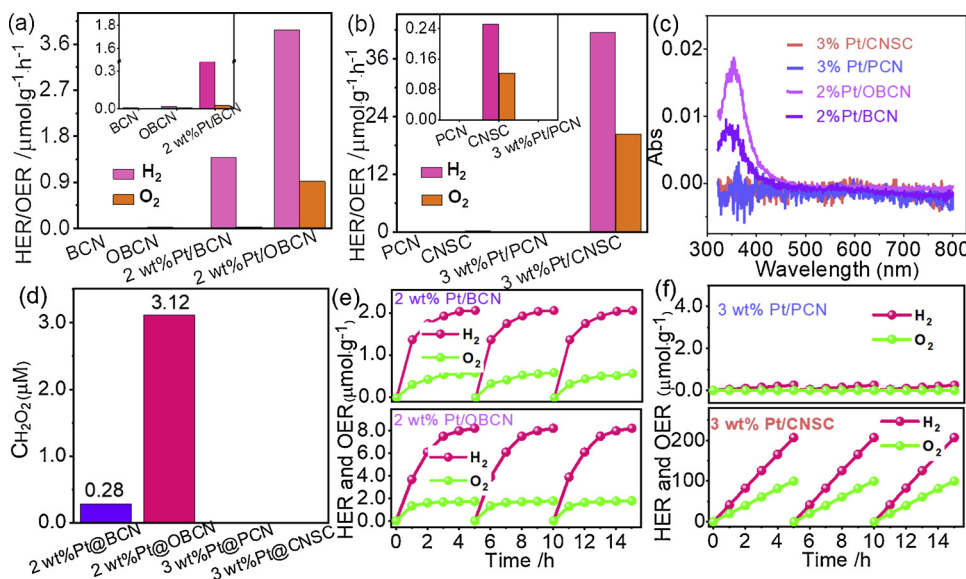 (a)
HER/OER /μmol.g⁻¹·h⁻¹
3.6
2.7
1.8
0.9
0.0
1.8
1.6
0.3
0.0
BCN
OBCN
2 wt%Pt/BCN
H₂
O₂
BCN
OBCN
2 wt%Pt/BCN
2 wt%Pt/OBCN
(b)
HER/OER /μmol.g⁻¹·h⁻¹
36
24
12
0
0.24
0.16
0.08
0.00
PCN
CNSC
3 wt%Pt/PCN
H₂
O₂
PCN
CNSC
3 wt%Pt/PCN
3 wt%Pt/CNSC
(c)
Abs
0.02
0.01
0.00
3% Pt/CNSC
3% Pt/PCN
2%Pt/OBCN
2%Pt/BCN
300 400 500 600 700 800
Wavelength (nm)
(d)
C H₂O₂ (μM)
3.0
2.0
1.0
0.0
0.28
3.12
2 wt%Pt@BCN
2 wt%Pt@OBCN
3 wt%Pt@PCN
3 wt%Pt@CNSC
(e)
HER and OER (μmol.g⁻¹)
2 wt% Pt/BCN
2.0
1.0
0.0
H₂
O₂
2 wt% Pt/OBCN
8.0
6.0
4.0
2.0
0.0
H₂
O₂
0 2 4 6 8 10 12 14
Time /h
(f)
HER and OER (μmol.g⁻¹)
3 wt% Pt/PCN
4.0
2.0
0.0
H₂
O₂
3 wt% Pt/CNSC
200
100
0
H₂
O₂
0 2 4 6 8 10 12 14
Time /h